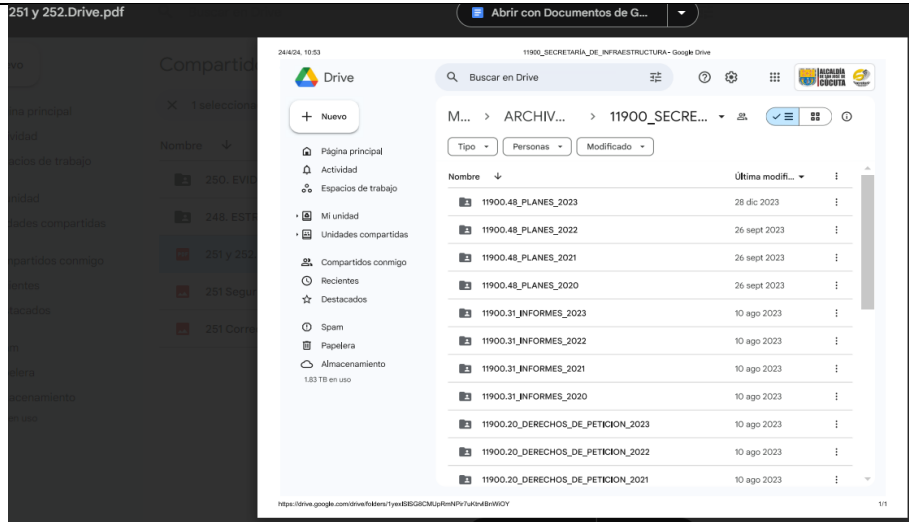 251 y 252.Drive.pdf
Abrir con Documentos de G...
Compartid
1 selecciona
Nombre
250. EVID
248. ESTR
251 y 252
251 Segu
251 Corre
24/4/24, 10:53
11900_SECRETARÍA_DE_INFRAESTRUCTURA - Google Drive
Drive
Buscar en Drive
ALCALDÍA
DE SAN JOSÉ DE
CÚCUTA
Nuevo
M... > ARCHIV... > 11900_SECRE...
Tipo
Personas
Modificado
Página principal
Actividad
Espacios de trabajo
Mi unidad
Unidades compartidas
Compartidos conmigo
Recientes
Destacados
Spam
Papelera
Almacenamiento
1.83 TB en uso
Nombre
Última modifi...
11900.48_PLANES_2023
28 dic 2023
11900.48_PLANES_2022
26 sept 2023
11900.48_PLANES_2021
26 sept 2023
11900.48_PLANES_2020
26 sept 2023
11900.31_INFORMES_2023
10 ago 2023
11900.31_INFORMES_2022
10 ago 2023
11900.31_INFORMES_2021
10 ago 2023
11900.31_INFORMES_2020
10 ago 2023
11900.20_DERECHOS_DE_PETICION_2023
10 ago 2023
11900.20_DERECHOS_DE_PETICION_2022
10 ago 2023
11900.20_DERECHOS_DE_PETICION_2021
10 ago 2023
1/1